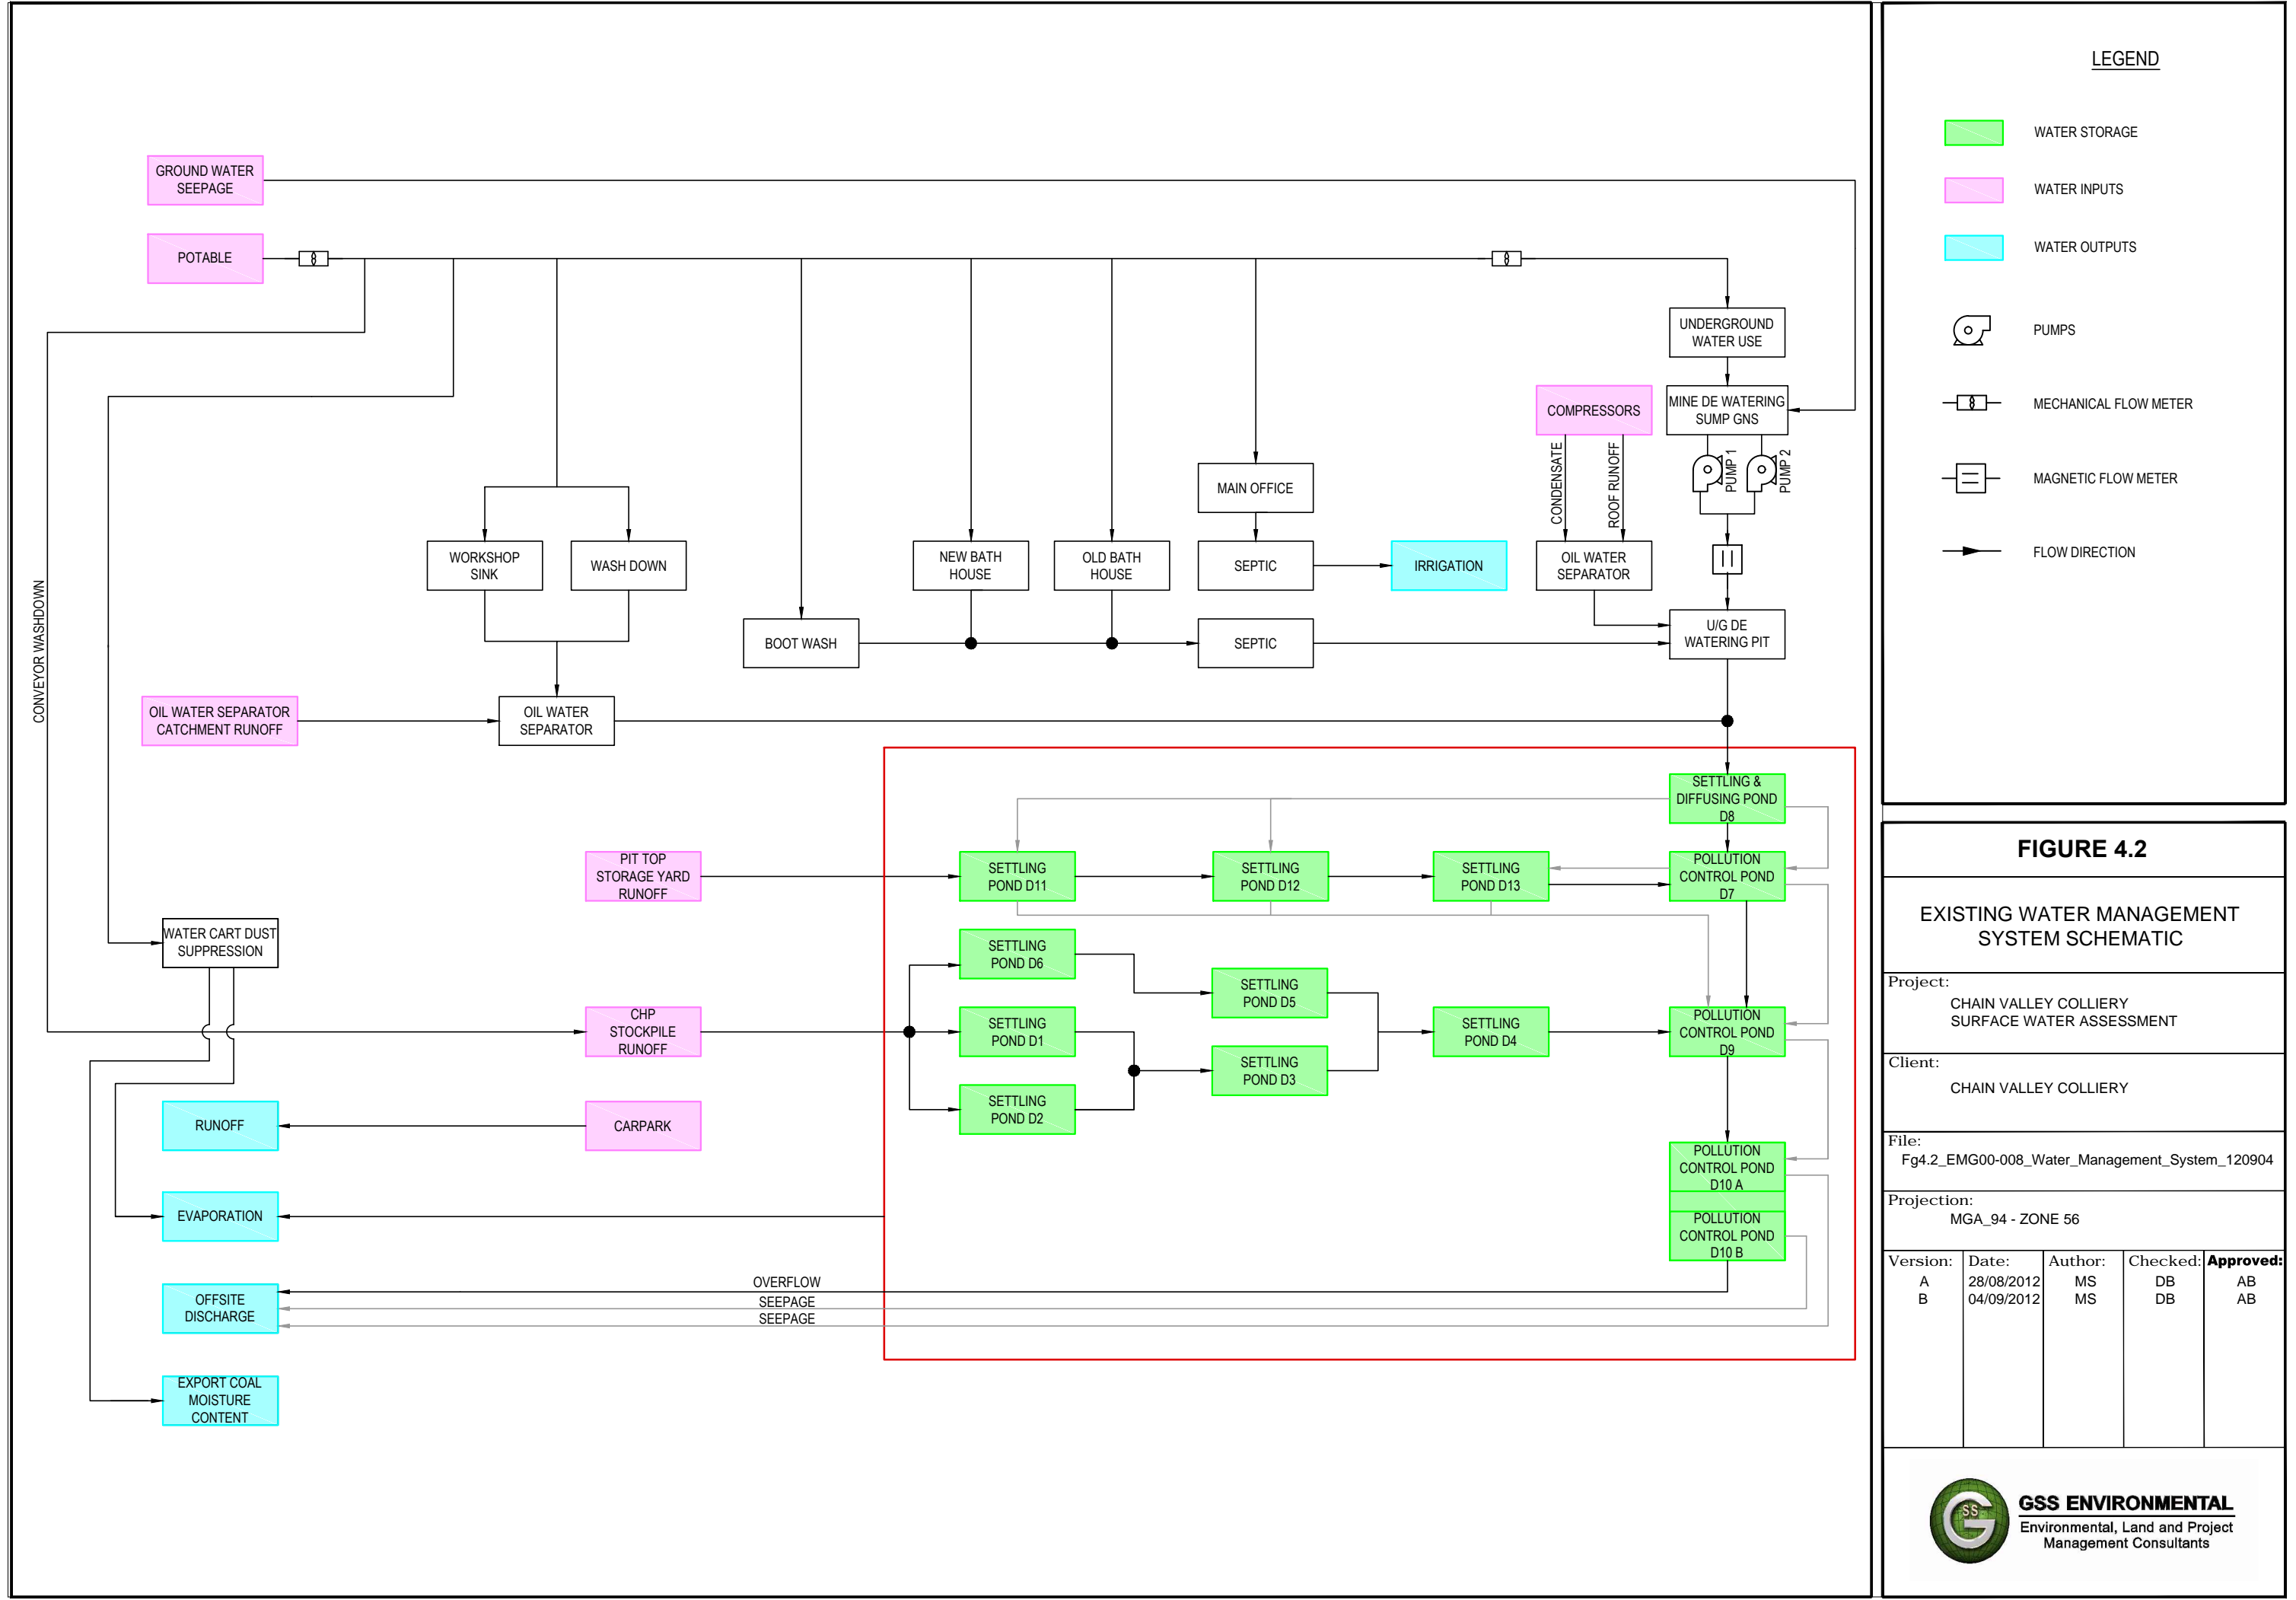 GROUND WATER
SEEPAGE
POTABLE
UNDERGROUND
WATER USE
COMPRESSORS
MINE DE WATERING
SUMP GNS
CONDENSATE
ROOF RUNOFF
PUMP 1
PUMP 2
MAIN OFFICE
WORKSHOP
SINK
WASH DOWN
NEW BATH
HOUSE
OLD BATH
HOUSE
SEPTIC
IRRIGATION
OIL WATER
SEPARATOR
CONVEYOR WASHDOWN
BOOT WASH
SEPTIC
U/G DE
WATERING PIT
OIL WATER SEPARATOR
CATCHMENT RUNOFF
OIL WATER
SEPARATOR
SETTLING &
DIFFUSING POND
D8
PIT TOP
STORAGE YARD
RUNOFF
SETTLING
POND D11
SETTLING
POND D12
SETTLING
POND D13
POLLUTION
CONTROL POND
D7
WATER CART DUST
SUPPRESSION
SETTLING
POND D6
SETTLING
POND D5
CHP
STOCKPILE
RUNOFF
SETTLING
POND D1
SETTLING
POND D4
POLLUTION
CONTROL POND
D9
SETTLING
POND D3
SETTLING
POND D2
RUNOFF
CARPARK
POLLUTION
CONTROL POND
D10 A
EVAPORATION
POLLUTION
CONTROL POND
D10 B
OFFSITE
DISCHARGE
OVERFLOW
SEEPAGE
SEEPAGE
EXPORT COAL
MOISTURE
CONTENT
LEGEND
WATER STORAGE
WATER INPUTS
WATER OUTPUTS
PUMPS
MECHANICAL FLOW METER
MAGNETIC FLOW METER
FLOW DIRECTION
FIGURE 4.2
EXISTING WATER MANAGEMENT
SYSTEM SCHEMATIC
Project:
CHAIN VALLEY COLLIERY
SURFACE WATER ASSESSMENT
Client:
CHAIN VALLEY COLLIERY
File:
Fg4.2_EMG00-008_Water_Management_System_120904
Projection:
MGA_94 - ZONE 56
Version: Date: Author: Checked: Approved:
A 28/08/2012 MS DB AB
B 04/09/2012 MS DB AB
GSS
GSS ENVIRONMENTAL
Environmental, Land and Project
Management Consultants